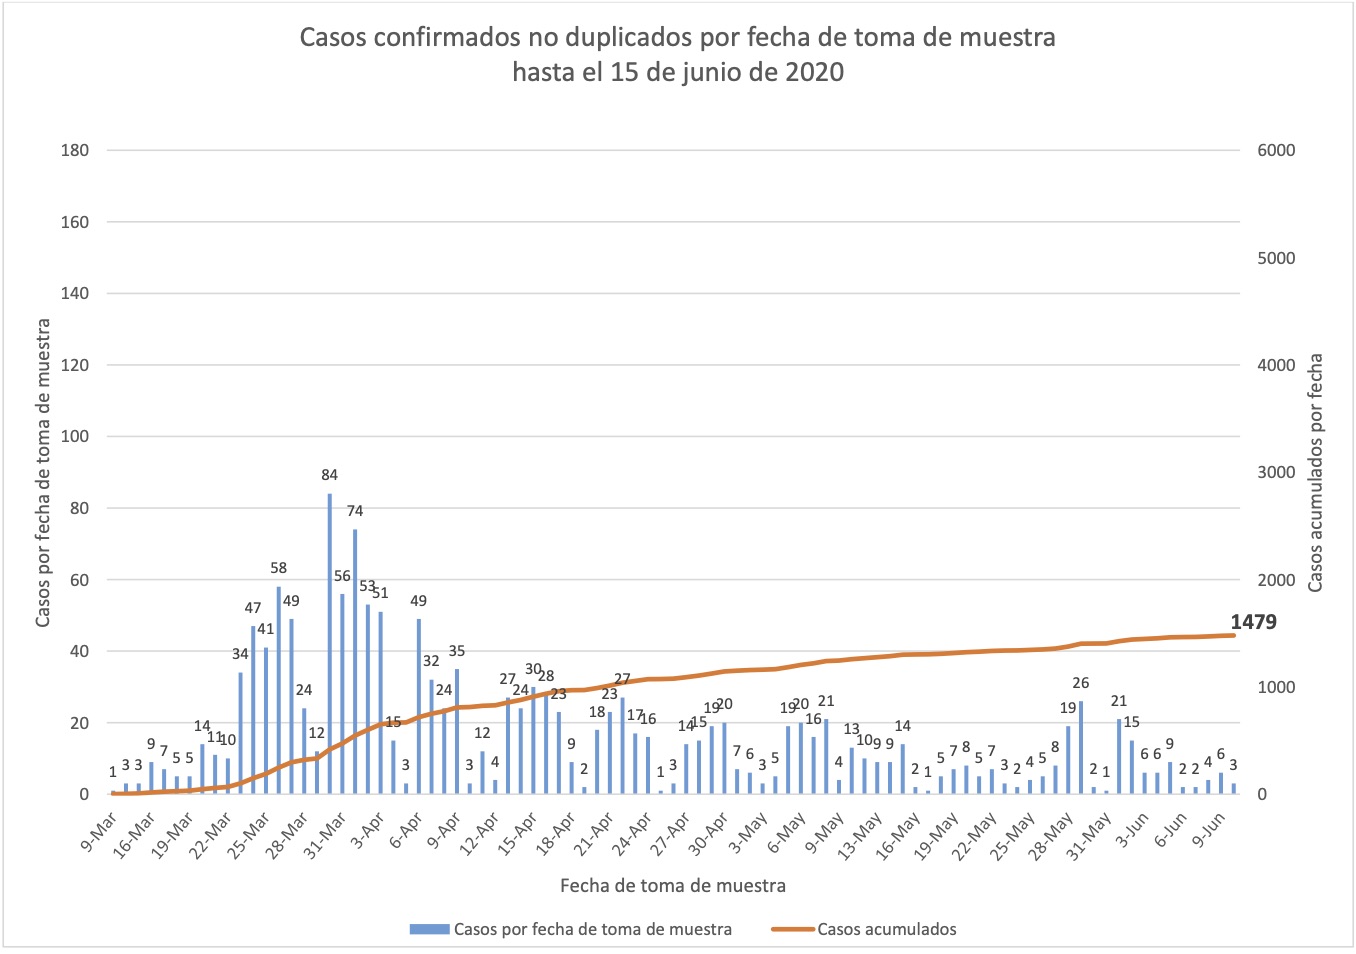 Casos confirmados no duplicados por fecha de toma de muestra
hasta el 15 de junio de 2020
180
160
140
120
100
80
60
40
20
0
Casos por fecha de toma de muestra
6000
5000
4000
3000
2000
1000
0
Casos acumulados por fecha
1
3
3
9
7
5
5
14
11
10
34
47
41
58
49
24
12
84
56
74
53
51
15
3
49
32
24
35
3
12
4
27
24
30
28
23
9
2
18
23
27
17
16
1
3
14
15
19
20
7
6
3
5
19
20
16
21
4
13
10
9
9
14
2
1
5
7
8
5
7
3
2
4
5
8
19
26
2
1
21
15
6
6
9
2
2
4
6
3
1479
9-Mar
16-Mar
19-Mar
22-Mar
25-Mar
28-Mar
31-Mar
3-Apr
6-Apr
9-Apr
12-Apr
15-Apr
18-Apr
21-Apr
24-Apr
27-Apr
30-Apr
3-May
6-May
9-May
13-May
16-May
19-May
22-May
25-May
28-May
31-May
3-Jun
6-Jun
9-Jun
Fecha de toma de muestra
Casos por fecha de toma de muestra
Casos acumulados